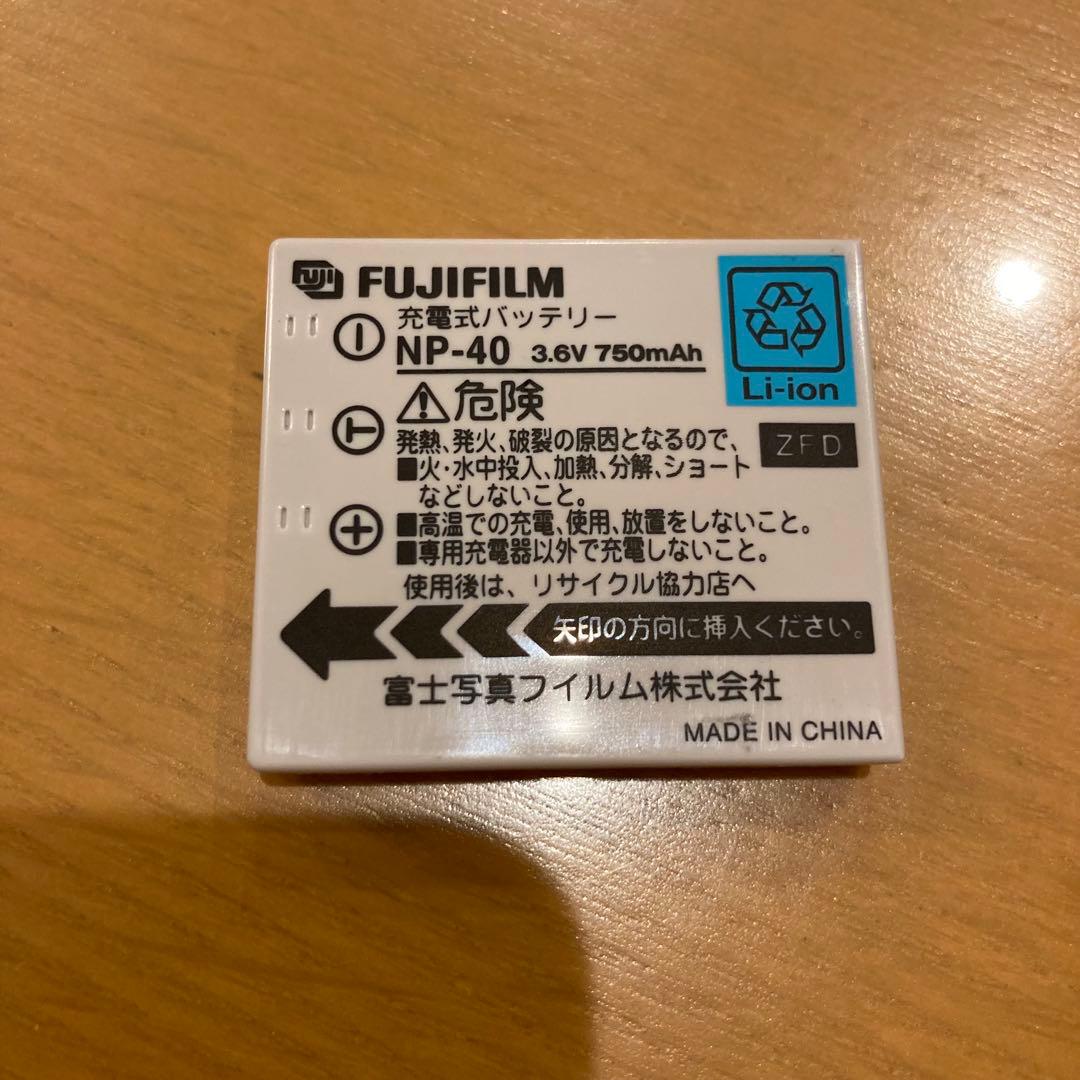 FUJI FUJIFILM
充電式バッテリー
NP-40 3.6V 750mAh
Li-ion
⚠危険
ZFD
発熱、発火、破裂の原因となるので、
■火・水中投入、加熱、分解、ショート
などしないこと。
■高温での充電、使用、放置をしないこと。
■専用充電器以外で充電しないこと。
使用後は、リサイクル協力店へ
矢印の方向に挿入ください。
富士写真フイルム株式会社
MADE IN CHINA